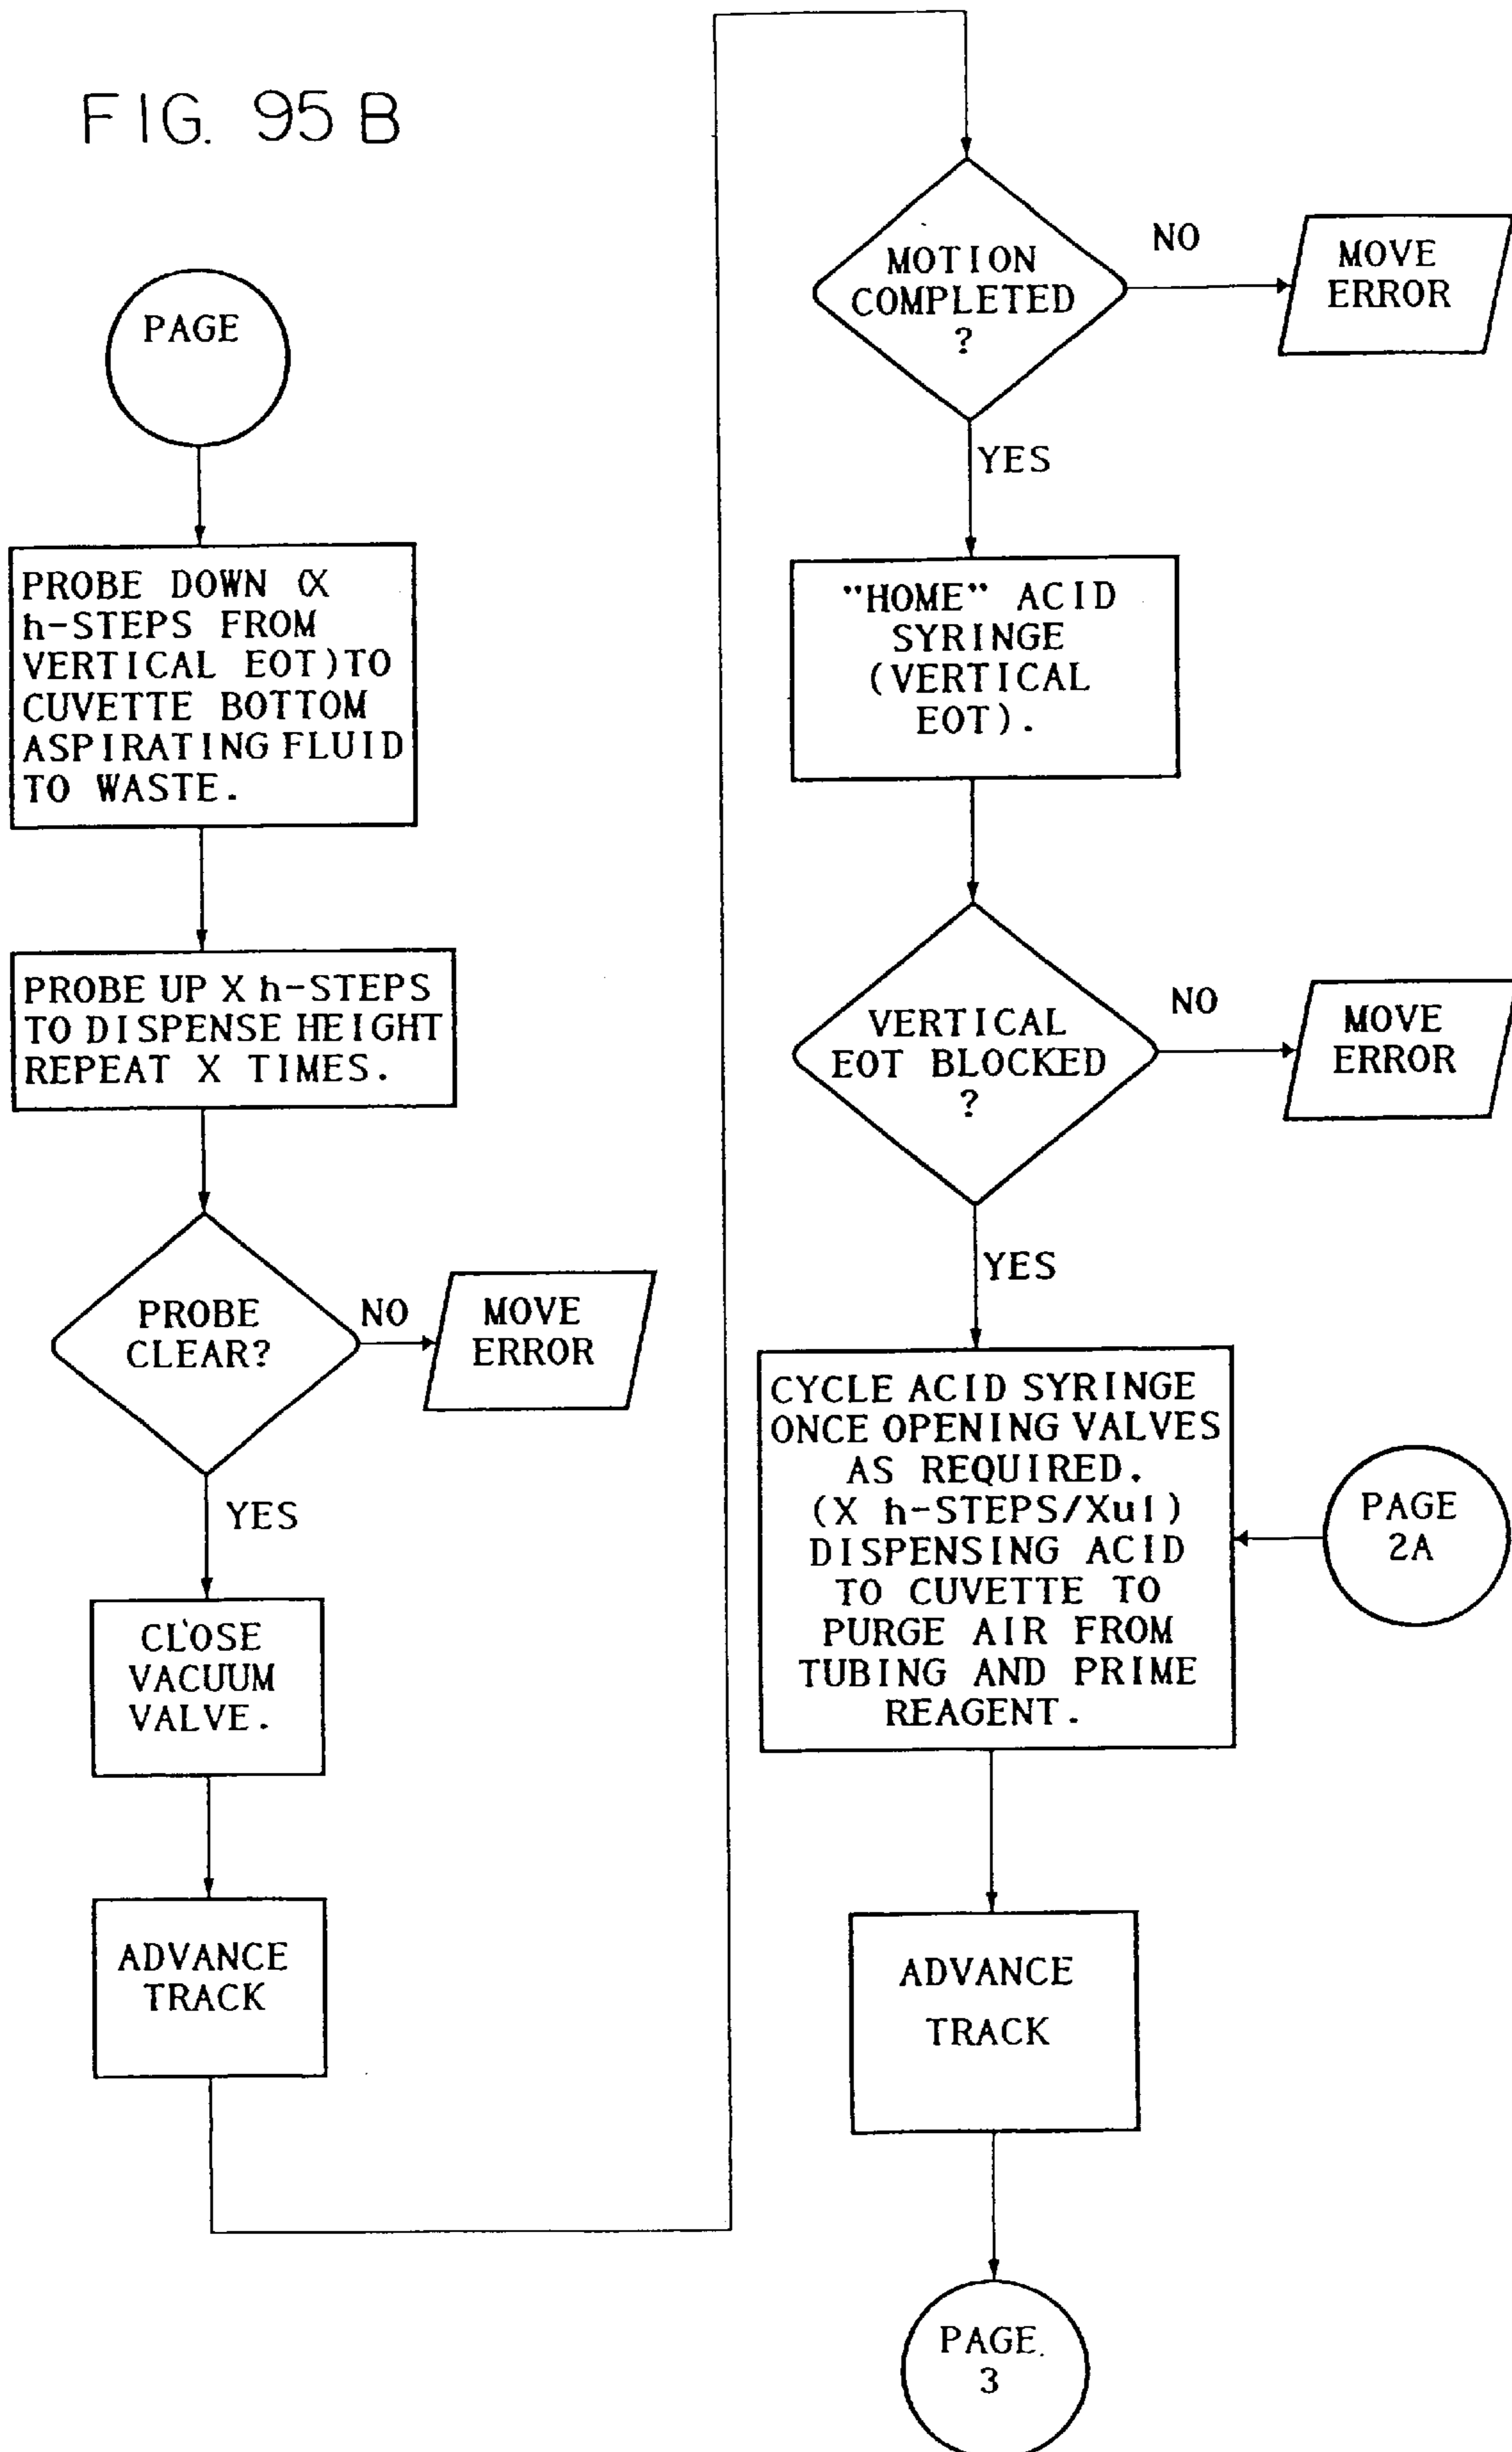 FIG. 95 B
PAGE
PROBE DOWN (X
h-STEPS FROM
VERTICAL EOT)TO
CUVETTE BOTTOM
ASPIRATING FLUID
TO WASTE.
PROBE UP X h-STEPS
TO DISPENSE HEIGHT
REPEAT X TIMES.
PROBE
CLEAR?
NO
MOVE
ERROR
YES
CLOSE
VACUUM
VALVE.
ADVANCE
TRACK
MOTION
COMPLETED
?
NO
MOVE
ERROR
YES
"HOME" ACID
SYRINGE
(VERTICAL
EOT).
VERTICAL
EOT BLOCKED
?
NO
MOVE
ERROR
YES
CYCLE ACID SYRINGE
ONCE OPENING VALVES
AS REQUIRED.
(X h-STEPS/Xul)
DISPENSING ACID
TO CUVETTE TO
PURGE AIR FROM
TUBING AND PRIME
REAGENT.
PAGE
2A
ADVANCE
TRACK
PAGE.
3